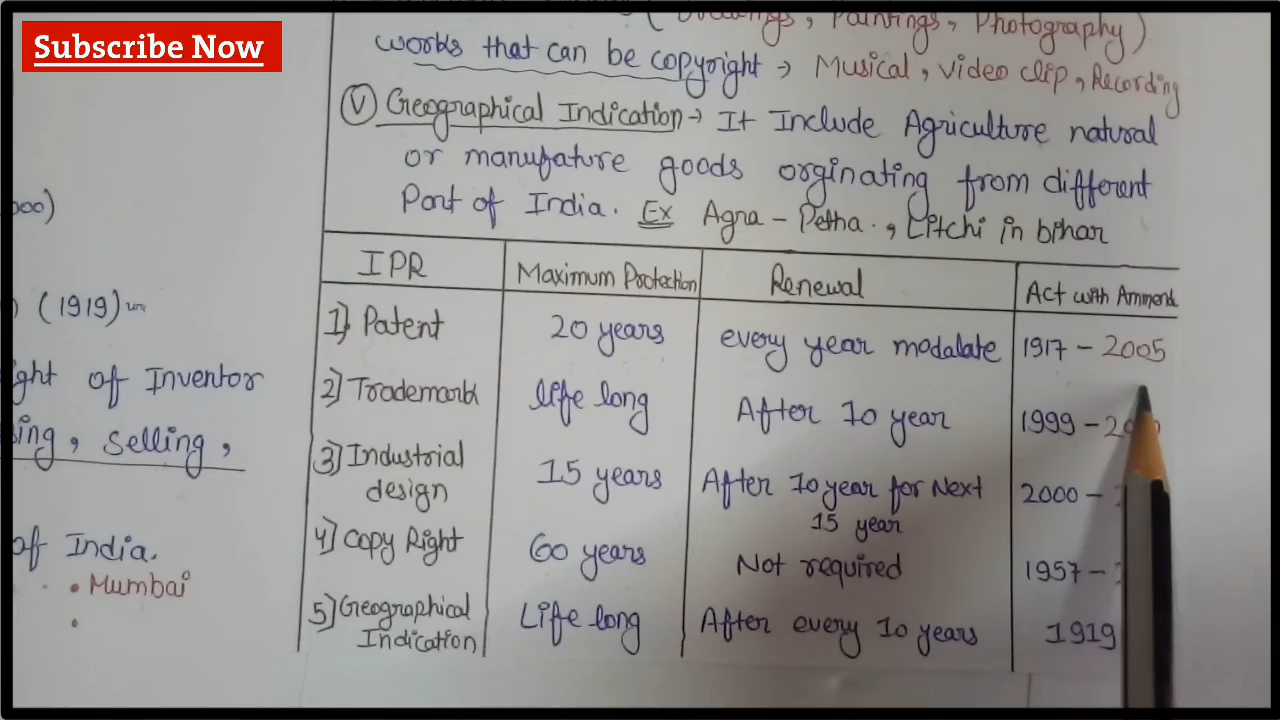 Subscribe Now
(Drawings, Paintings, Photography)
works that can be copyright → Musical, video clip, Recording
(V) Geographical Indication → It Include Agriculture natural
or manufature goods orginating from different
Part of India. Ex Agra - Petha., Litchi in bihar
000)
IPR Maximum Protection Renewal Act with Ammend
(1919)
1) Patent 20 years every year modalate 1917 - 2005
ght of Inventor
2) Trademark life long After 10 year 1999 -
sing, selling,
3) Industrial design 15 years After 10 year for Next 15 year 2000 -
4) Copy Right 60 years Not required 1957 -
of India.
• Mumbai
5) Geographical Indication Life long After every 10 years 1919